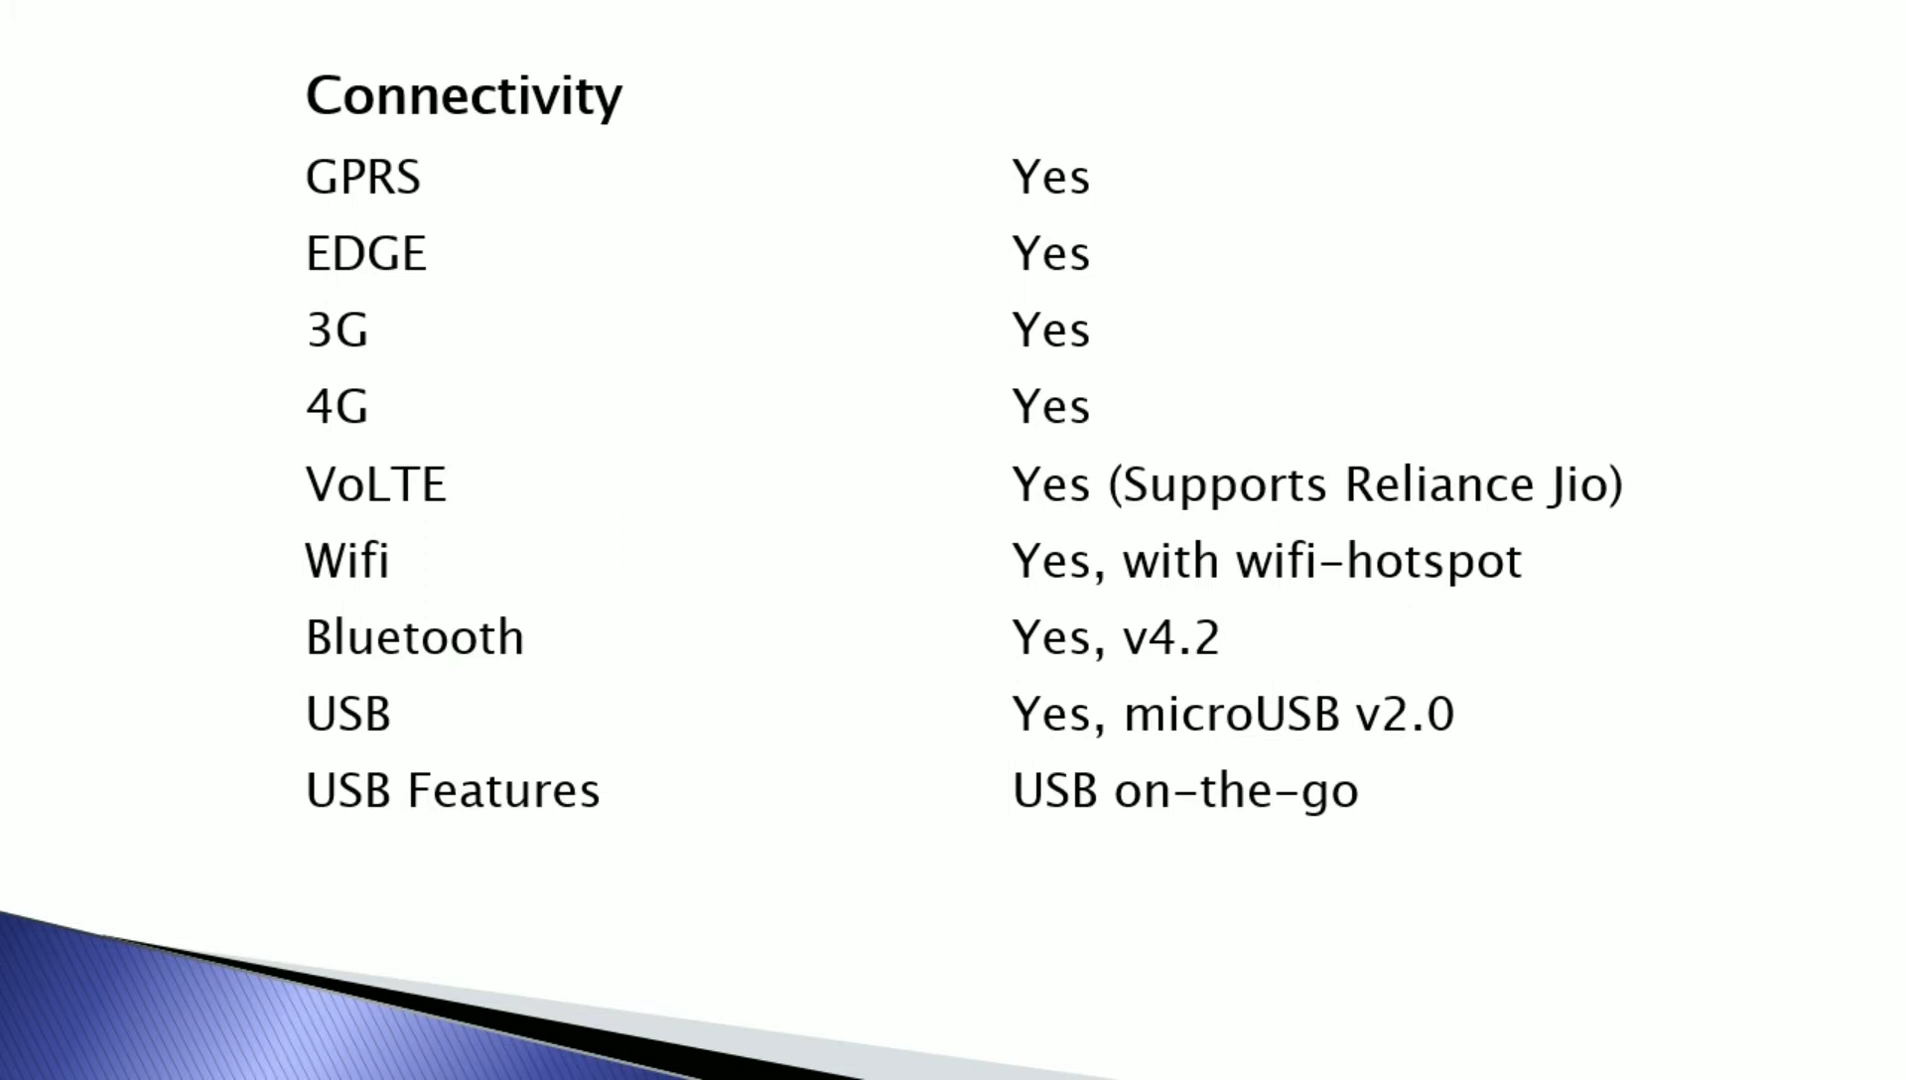 Connectivity
GPRS Yes
EDGE Yes
3G Yes
4G Yes
VoLTE Yes (Supports Reliance Jio)
Wifi Yes, with wifi-hotspot
Bluetooth Yes, v4.2
USB Yes, microUSB v2.0
USB Features USB on-the-go